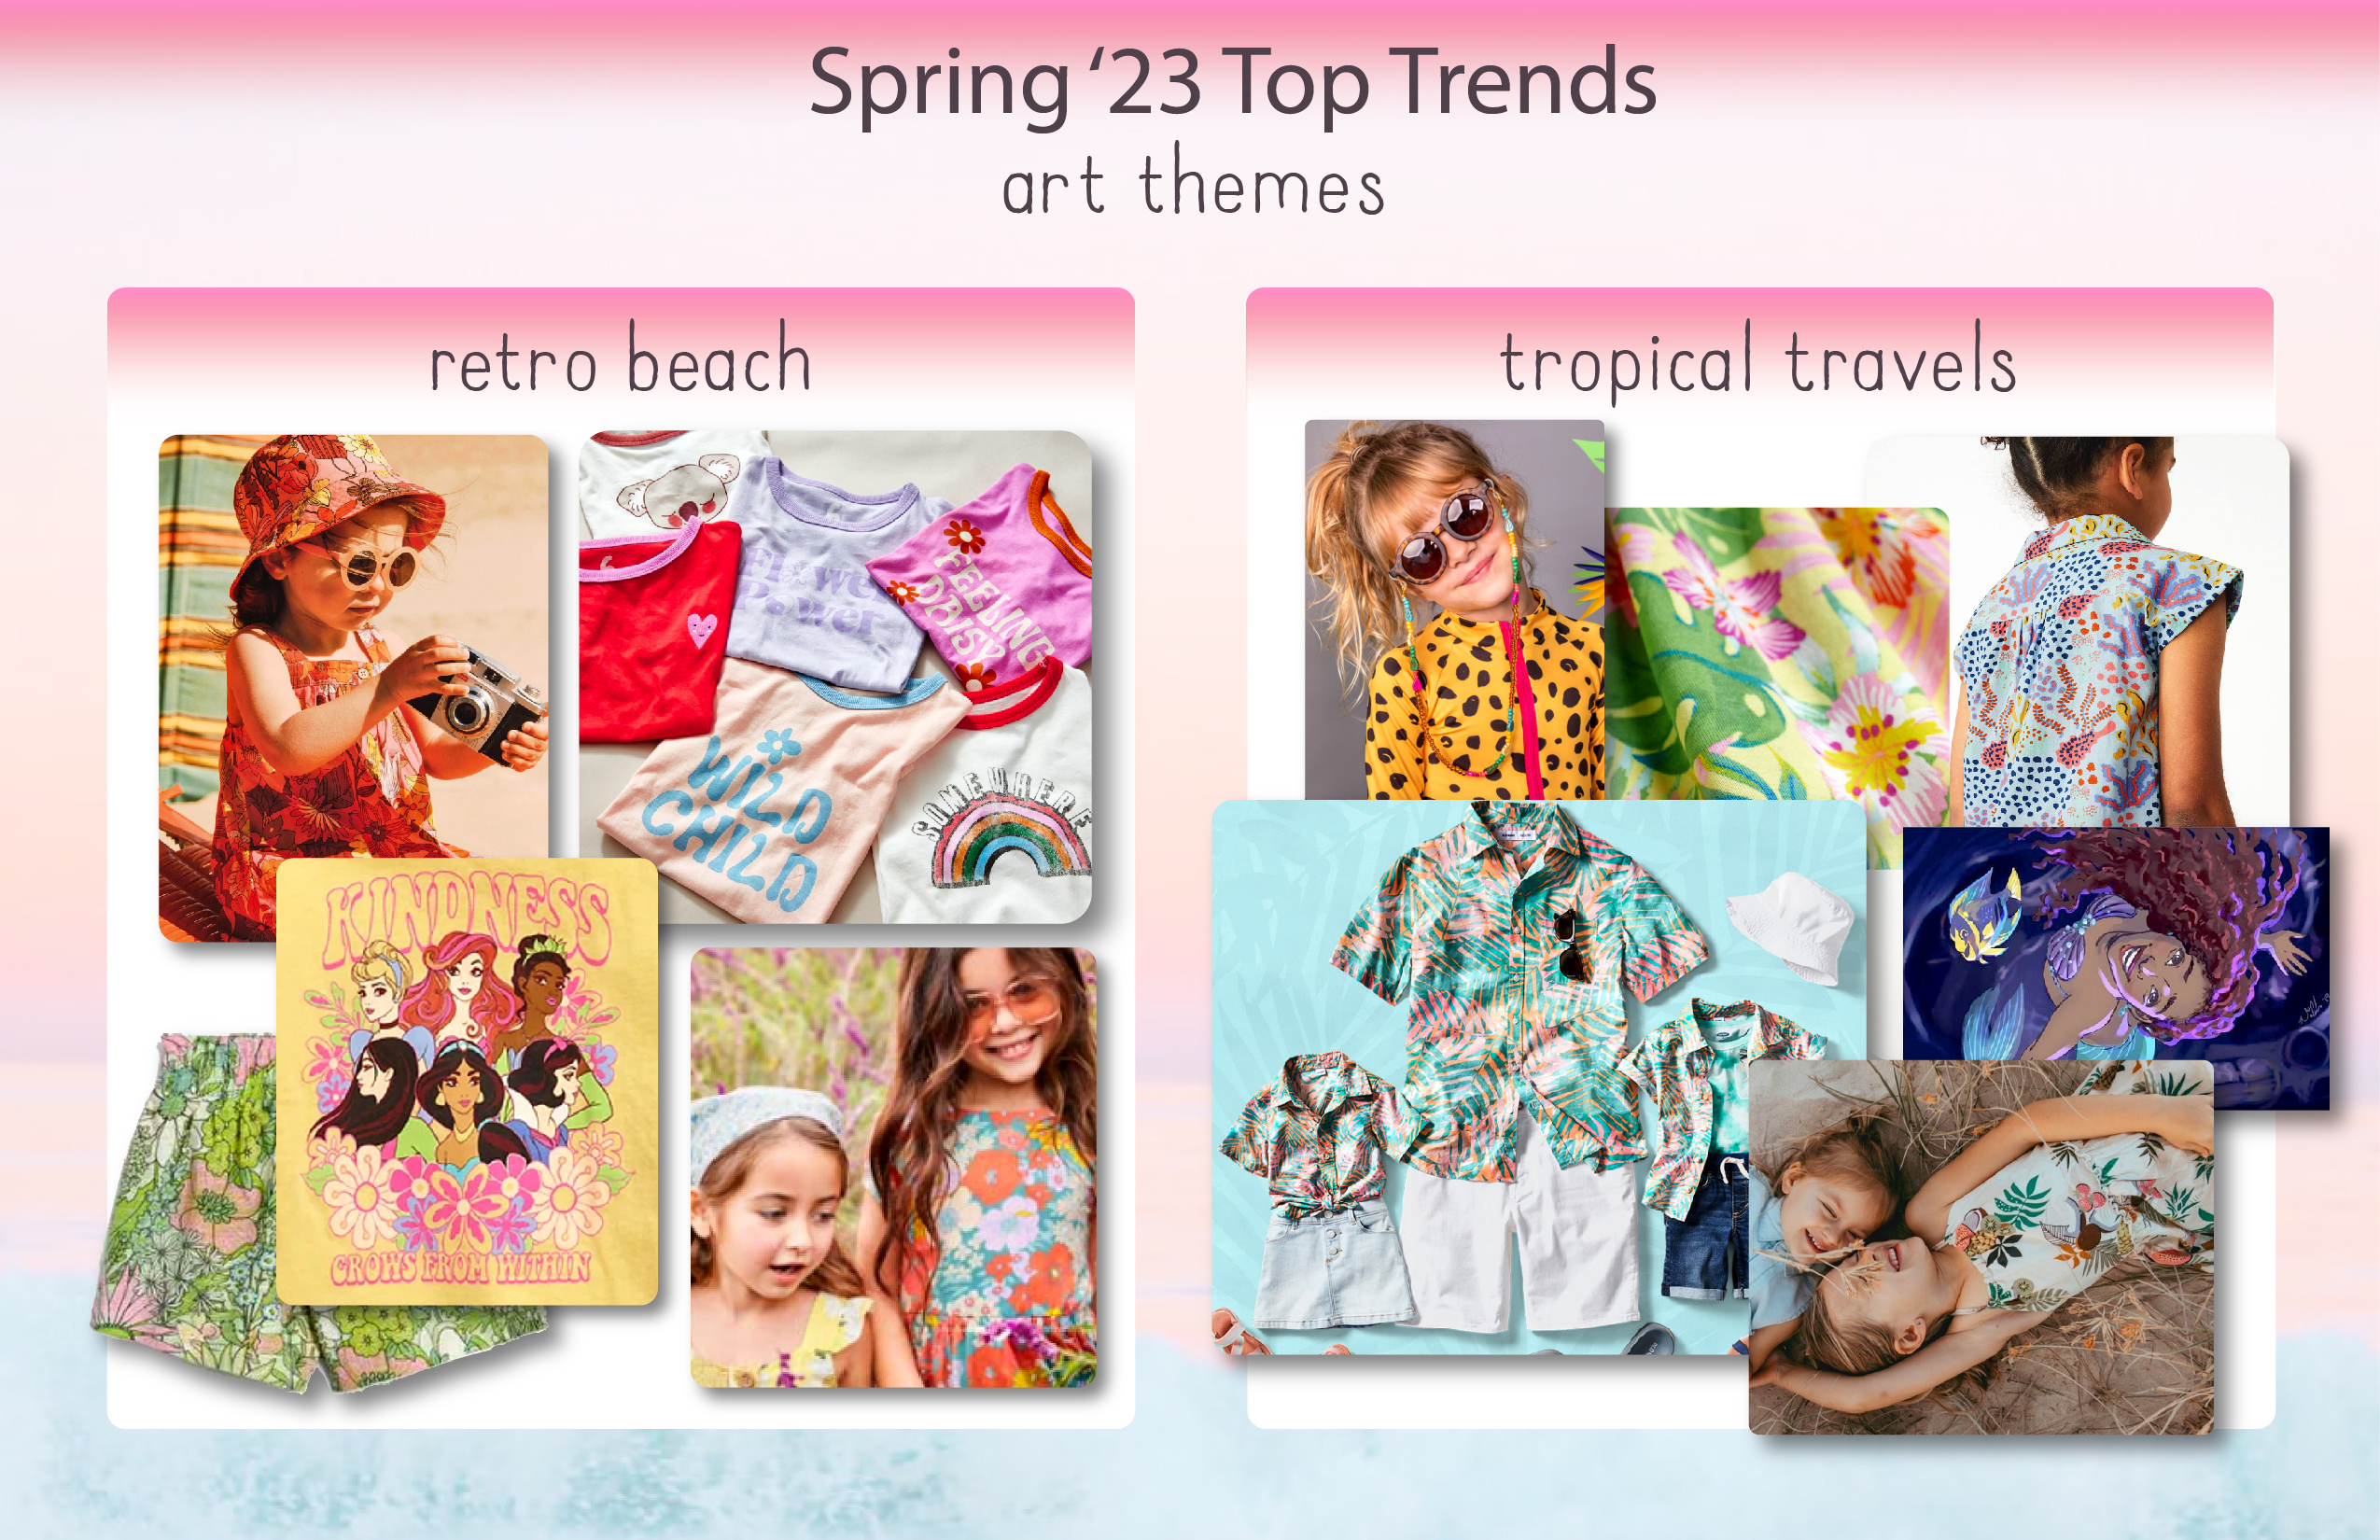 Spring ‘23 Top Trends
art themes
retro beach
tropical travels
Flower
Power
FEELING
DAISY
WILD
CHILD
SOMEWHERE
KINDNESS
GROWS FROM WITHIN